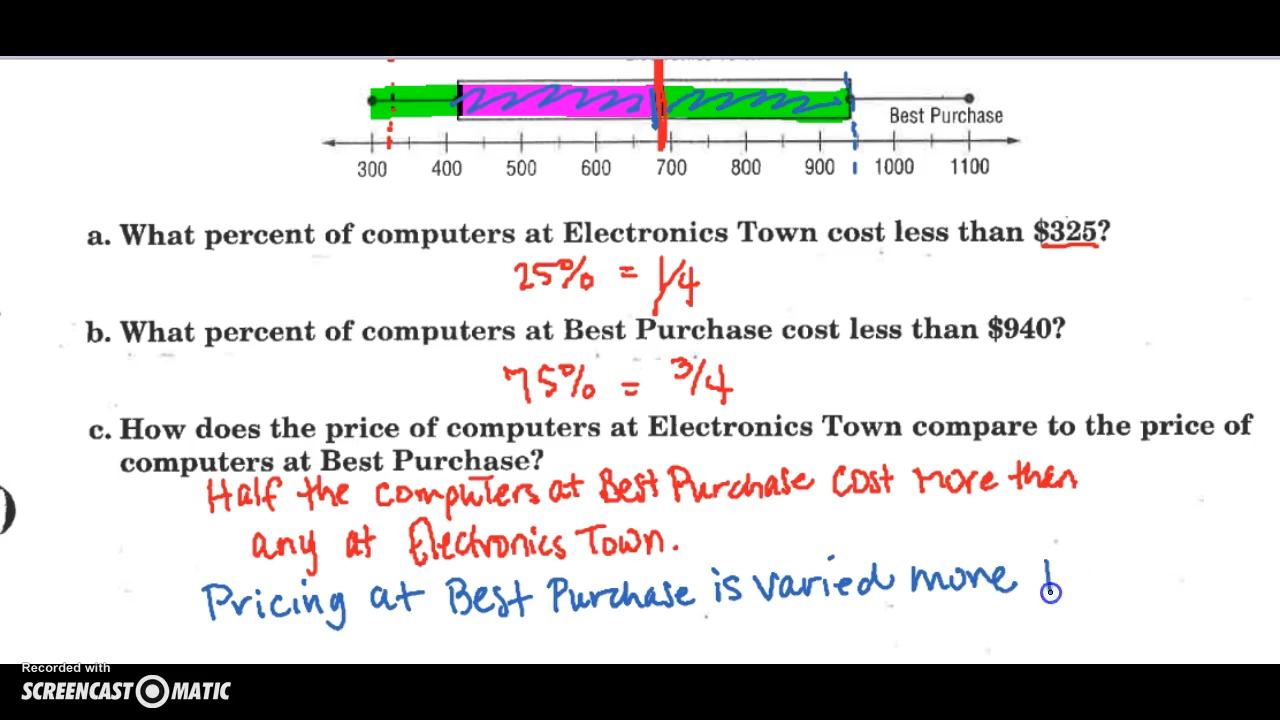 Best Purchase
300 400 500 600 700 800 900 1000 1100
a. What percent of computers at Electronics Town cost less than $325?
25% = 1/4
b. What percent of computers at Best Purchase cost less than $940?
75% = 3/4
c. How does the price of computers at Electronics Town compare to the price of
computers at Best Purchase?
Half the computers at Best Purchase cost more than
any at Electronics Town.
Pricing at Best Purchase is varied more
Recorded with
SCREENCAST MATIC